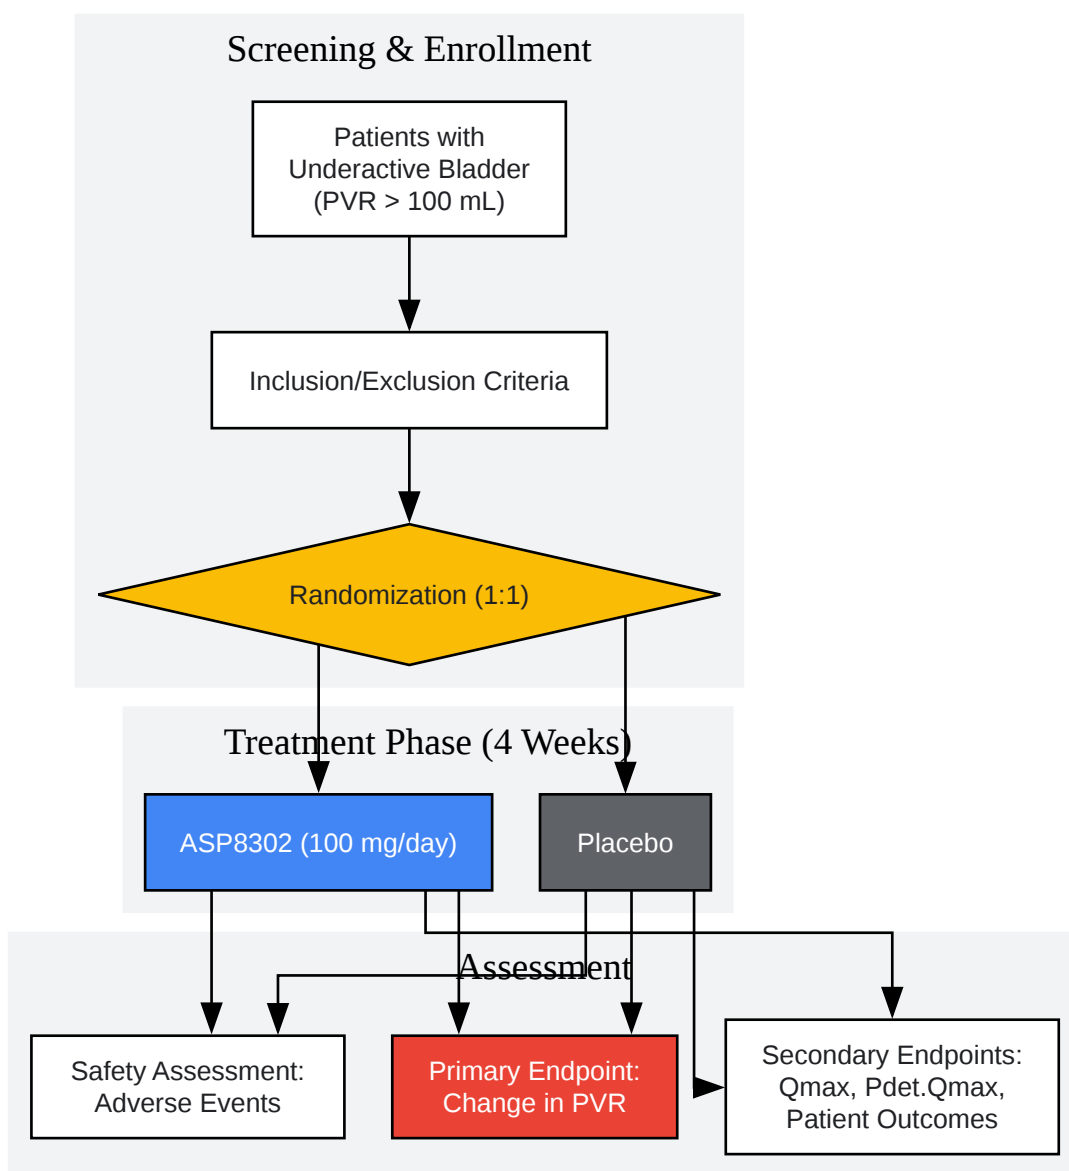 Screening & Enrollment
Patients with
Underactive Bladder
(PVR > 100 mL)
Inclusion/Exclusion Criteria
Randomization (1:1)
Treatment Phase (4 Weeks)
ASP8302 (100 mg/day)
Placebo
Assessment
Safety Assessment:
Adverse Events
Primary Endpoint:
Change in PVR
Secondary Endpoints:
Qmax, Pdet.Qmax,
Patient Outcomes